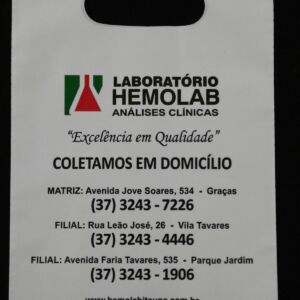 LABORATÓRIO
HEMOLAB
ANÁLISES CLÍNICAS
"Excelência em Qualidade"
COLETAMOS EM DOMICÍLIO
MATRIZ: Avenida Jove Soares, 534 - Graças
(37) 3243 - 7226
FILIAL: Rua Leão José, 26 - Vila Tavares
(37) 3243 - 4446
FILIAL: Avenida Faria Tavares, 535 - Parque Jardim
(37) 3243 - 1906